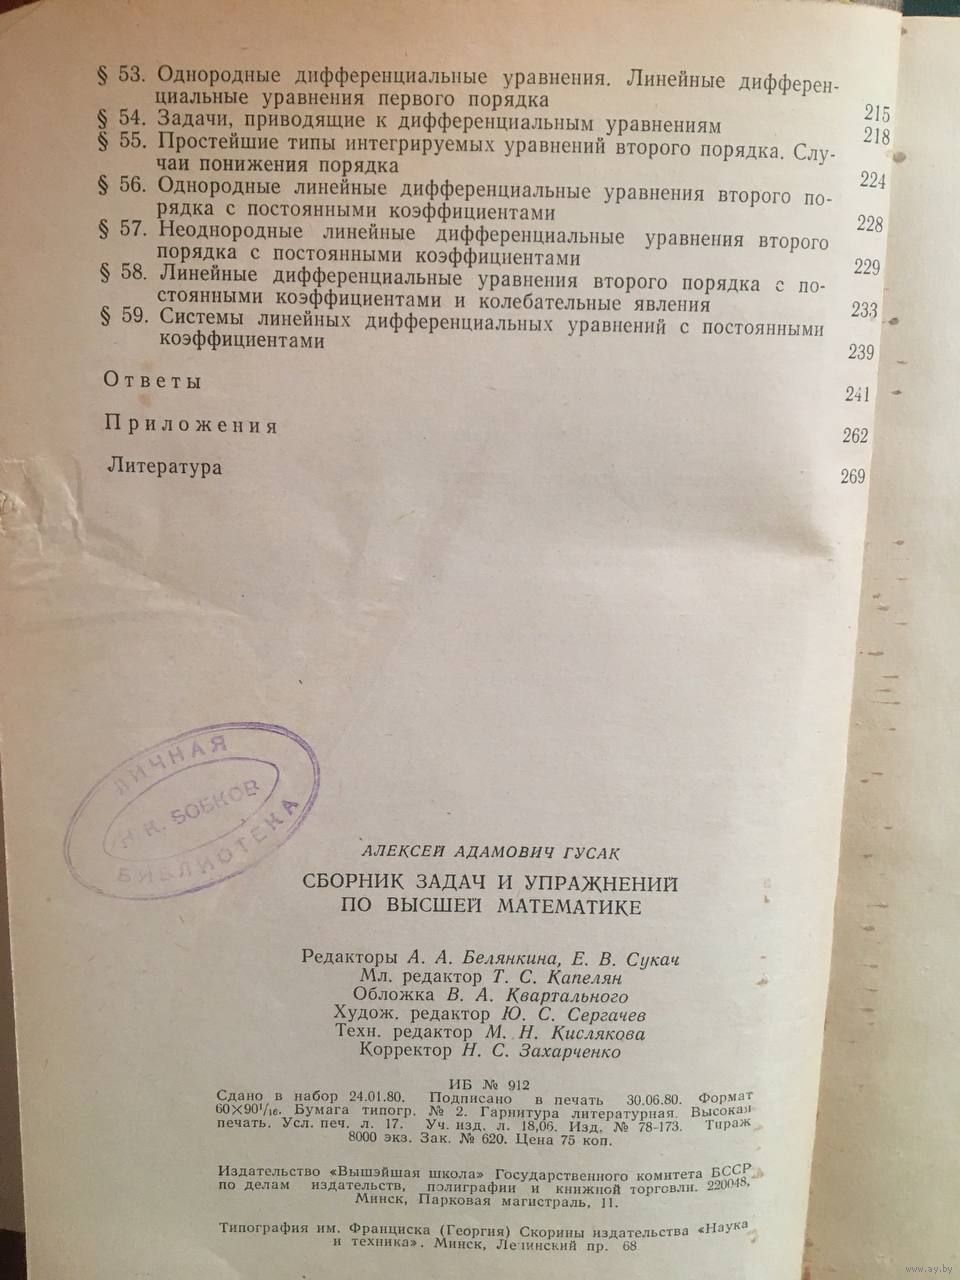 § 53. Однородные дифференциальные уравнения. Линейные дифферен-
циальные уравнения первого порядка 215
§ 54. Задачи, приводящие к дифференциальным уравнениям 218
§ 55. Простейшие типы интегрируемых уравнений второго порядка. Слу-
чаи понижения порядка 224
§ 56. Однородные линейные дифференциальные уравнения второго по-
рядка с постоянными коэффициентами 228
§ 57. Неоднородные линейные дифференциальные уравнения второго
порядка с постоянными коэффициентами 229
§ 58. Линейные дифференциальные уравнения второго порядка с по-
стоянными коэффициентами и колебательные явления 233
§ 59. Системы линейных дифференциальных уравнений с постоянными
коэффициентами 239
Ответы 241
Приложения 262
Литература 269
ЛИЧНАЯ
Н.К. БОБКОВ
БИБЛИОТЕКА
АЛЕКСЕЙ АДАМОВИЧ ГУСАК
СБОРНИК ЗАДАЧ И УПРАЖНЕНИЙ
ПО ВЫСШЕЙ МАТЕМАТИКЕ
Редакторы А. А. Белянкина, Е. В. Сукач
Мл. редактор Т. С. Капелян
Обложка В. А. Квартального
Худож. редактор Ю. С. Сергачев
Техн. редактор М. Н. Кислякова
Корректор Н. С. Захарченко
ИБ № 912
Сдано в набор 24.01.80. Подписано в печать 30.06.80. Формат
60×90¹/₁₆. Бумага типогр. № 2. Гарнитура литературная. Высокая
печать. Усл. печ. л. 17. Уч. изд. л. 18,06. Изд. № 78-173. Тираж
8000 экз. Зак. № 620. Цена 75 коп.
Издательство «Вышэйшая школа» Государственного комитета БССР
по делам издательств, полиграфии и книжной торговли. 220048,
Минск, Парковая магистраль, 11.
Типография им. Франциска (Георгия) Скорины издательства «Наука
и техника». Минск, Ленинский пр. 68
www.ay.by